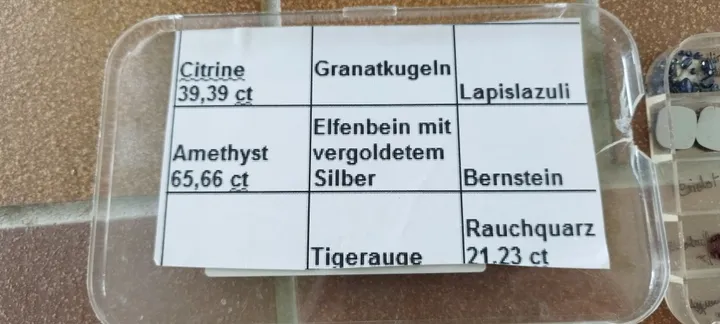 Citrine
39,39 ct
Granatkugeln
Lapislazuli
Amethyst
65,66 ct
Elfenbein mit
vergoldetem
Silber
Bernstein
Tigerauge
Rauchquarz
21,23 ct